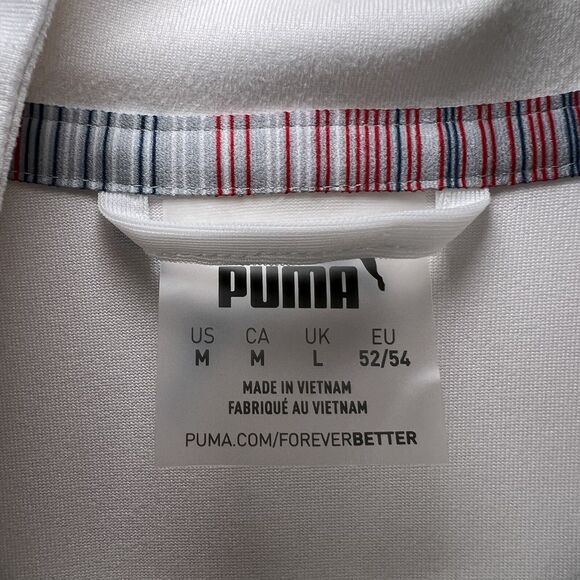 PUMA
US CA UK EU
M M L 52/54
MADE IN VIETNAM
FABRIQUÉ AU VIETNAM
PUMA.COM/FOREVERBETTER